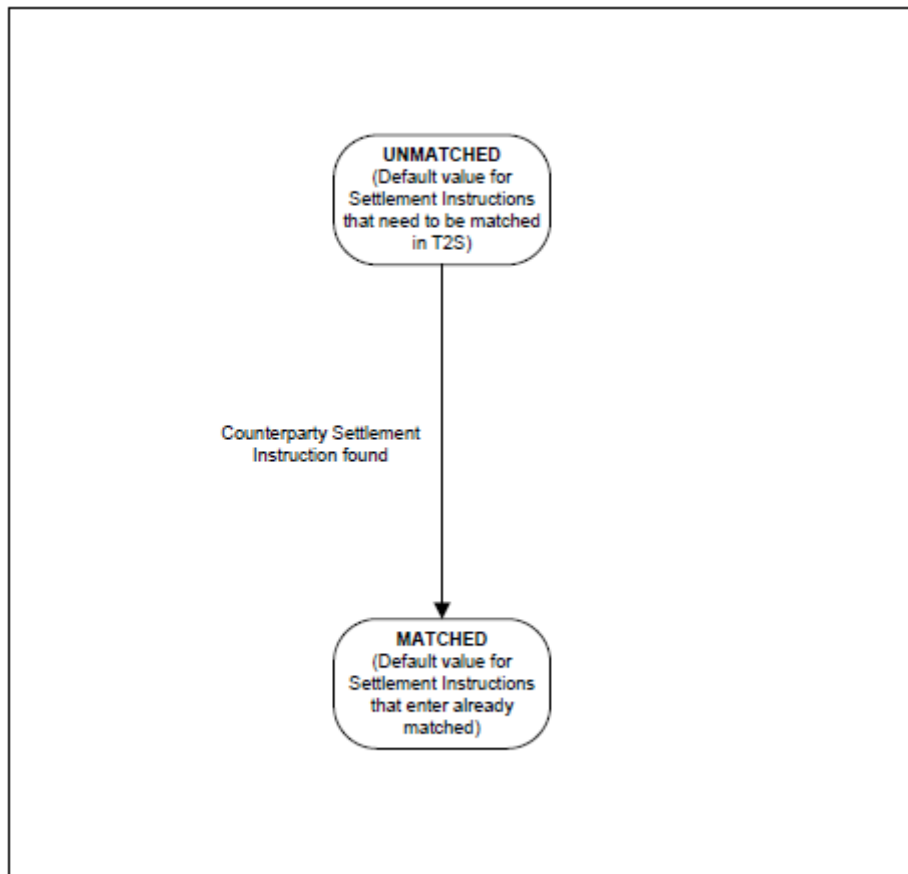 UNMATCHED
(Default value for
Settlement Instructions
that need to be matched
in T2S)
Counterparty Settlement
Instruction found
MATCHED
(Default value for
Settlement Instructions
that enter already
matched)